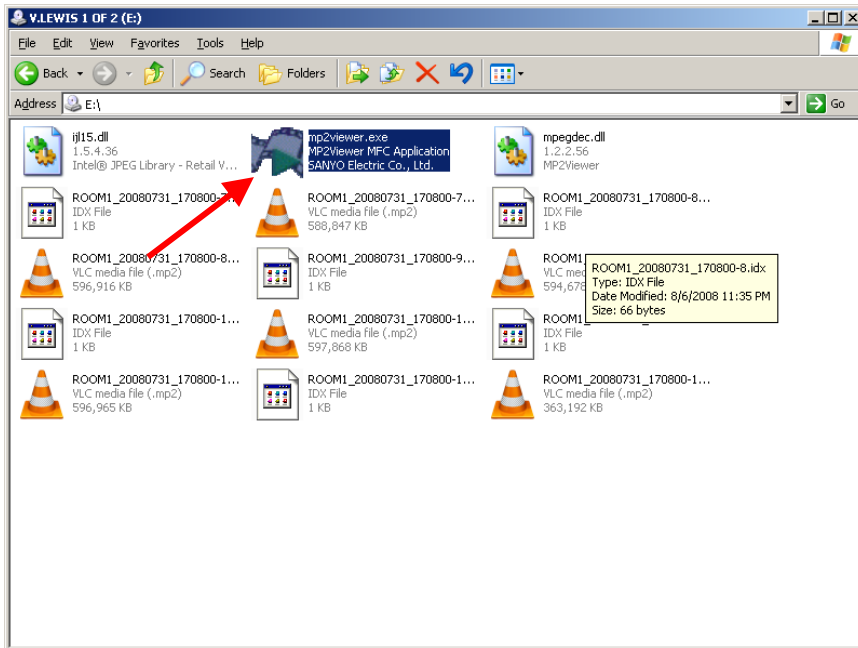 V.LEWIS 1 OF 2 (E:)
File Edit View Favorites Tools Help
Back Search Folders
Address E:\ Go
ijl15.dll
1.5.4.36
Intel® JPEG Library - Retail V...
mp2viewer.exe
MP2Viewer MFC Application
SANYO Electric Co., Ltd.
mpegdec.dll
1.2.2.56
MP2Viewer
ROOM1_20080731_170800-7...
IDX File
1 KB
ROOM1_20080731_170800-7...
VLC media file (.mp2)
588,847 KB
ROOM1_20080731_170800-8...
IDX File
1 KB
ROOM1_20080731_170800-8...
VLC media file (.mp2)
596,916 KB
ROOM1_20080731_170800-9...
IDX File
1 KB
ROOM1
VLC med
594,678
ROOM1_20080731_170800-8.idx
Type: IDX File
Date Modified: 8/6/2008 11:35 PM
Size: 66 bytes
ROOM1_20080731_170800-1...
IDX File
1 KB
ROOM1_20080731_170800-1...
VLC media file (.mp2)
597,868 KB
ROOM1_
IDX File
1 KB
ROOM1_20080731_170800-1...
VLC media file (.mp2)
596,965 KB
ROOM1_20080731_170800-1...
IDX File
1 KB
ROOM1_20080731_170800-1...
VLC media file (.mp2)
363,192 KB